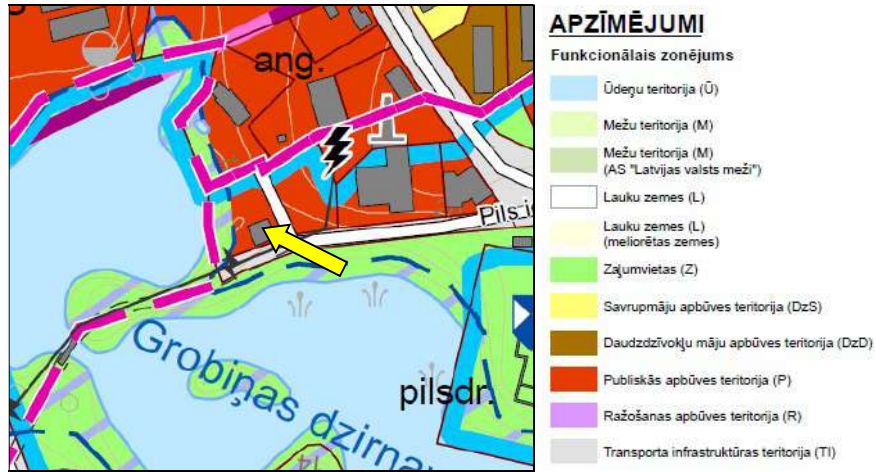 ang.
Pils ie
Grobiņas dzirnav
pilsdr.
APZĪMĒJUMI
Funkcionālais zonējums
Ūdeņu teritorija (Ū)
Mežu teritorija (M)
Mežu teritorija (M)
(AS "Latvijas valsts meži")
Lauku zemes (L)
Lauku zemes (L)
(meliorētas zemes)
Zaļumvietas (Z)
Savrupmāju apbūves teritorija (DzS)
Daudzdzīvokļu māju apbūves teritorija (DzD)
Publiskās apbūves teritorija (P)
Ražošanas apbūves teritorija (R)
Transporta infrastruktūras teritorija (TI)